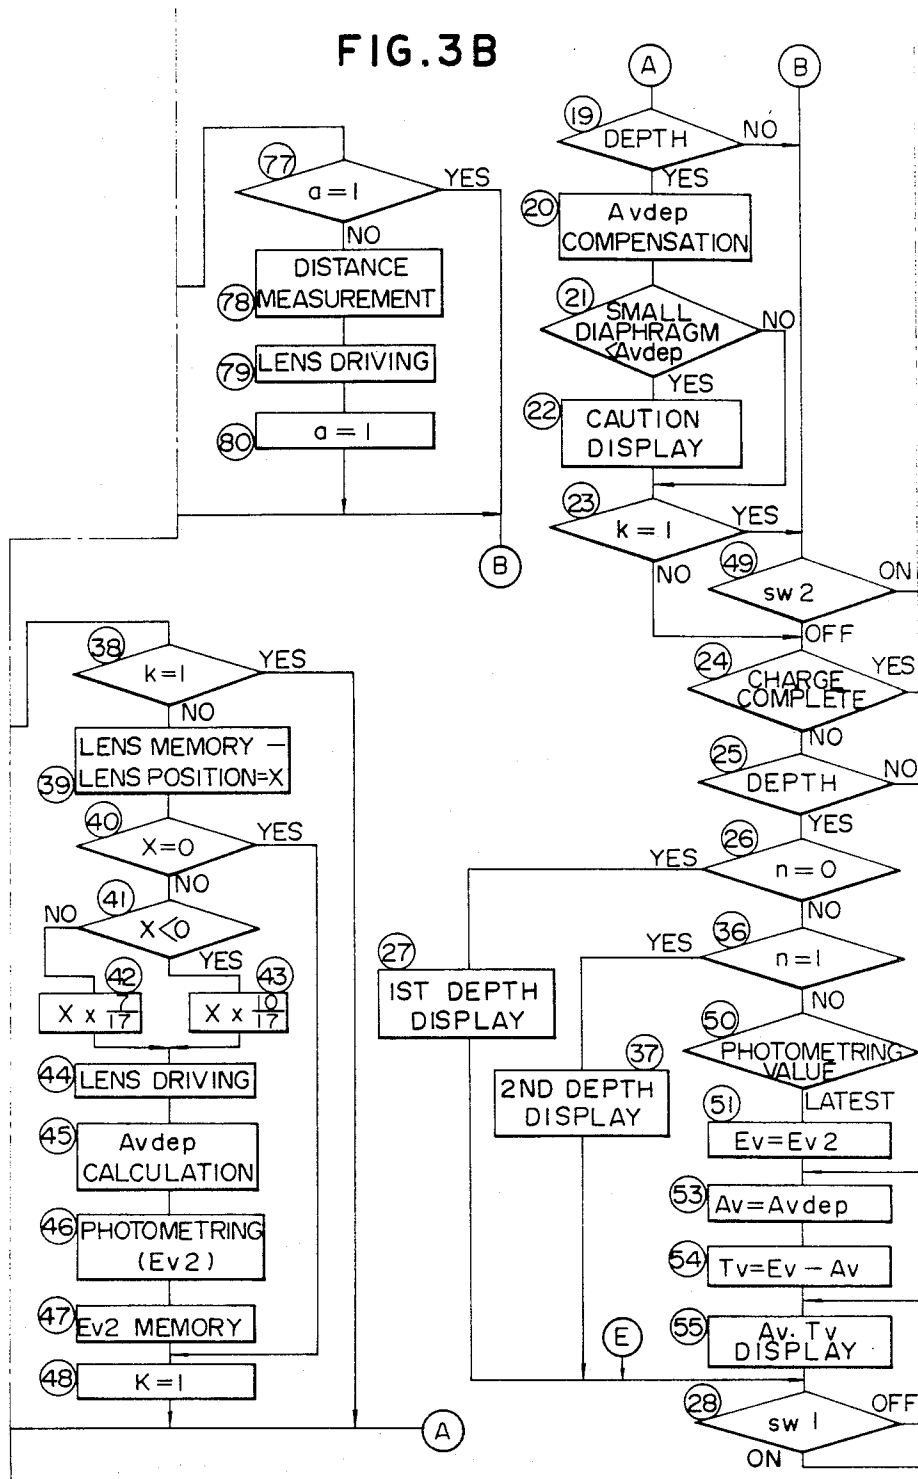 FIG.3B
A
B
19
DEPTH
NO
YES
20
Avdep
COMPENSATION
21
SMALL
DIAPHRAGM
<Avdep
NO
YES
22
CAUTION
DISPLAY
23
k=1
YES
NO
49
sw2
ON
OFF
24
CHARGE
COMPLETE
YES
NO
25
DEPTH
NO
YES
26
YES
n=0
NO
36
YES
n=1
NO
27
1ST DEPTH
DISPLAY
37
2ND DEPTH
DISPLAY
50
PHOTOMETRING
VALUE
LATEST
51
Ev=Ev2
53
Av=Avdep
54
Tv=Ev-Av
55
Av. Tv
DISPLAY
E
28
sw1
OFF
ON
77
a=1
YES
NO
78
DISTANCE
MEASUREMENT
79
LENS DRIVING
80
a=1
B
38
k=1
YES
NO
39
LENS MEMORY -
LENS POSITION=X
40
X=0
YES
NO
41
NO
X<0
YES
42
X x 7/17
43
X x 10/17
44
LENS DRIVING
45
Avdep
CALCULATION
46
PHOTOMETRING
(Ev2)
47
Ev2 MEMORY
48
K=1
A